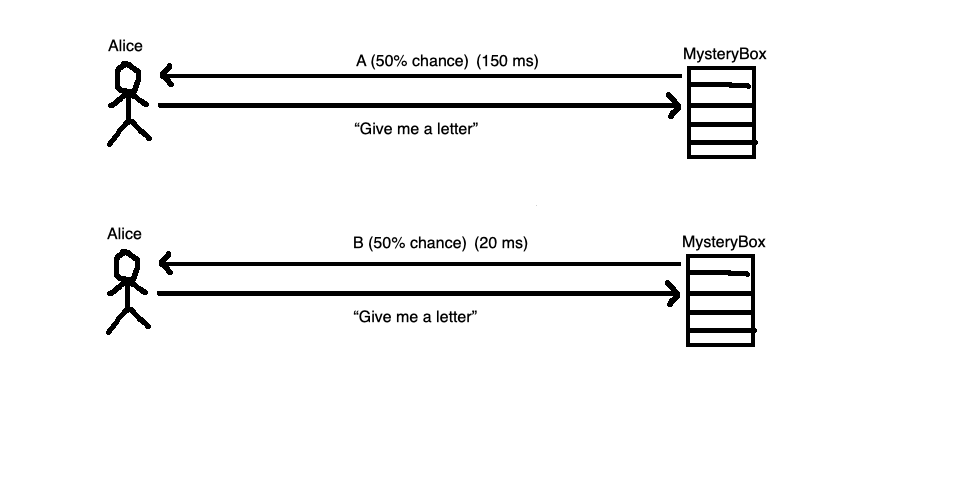 Alice
A (50% chance) (150 ms)
MysteryBox
“Give me a letter”
Alice
B (50% chance) (20 ms)
MysteryBox
“Give me a letter”